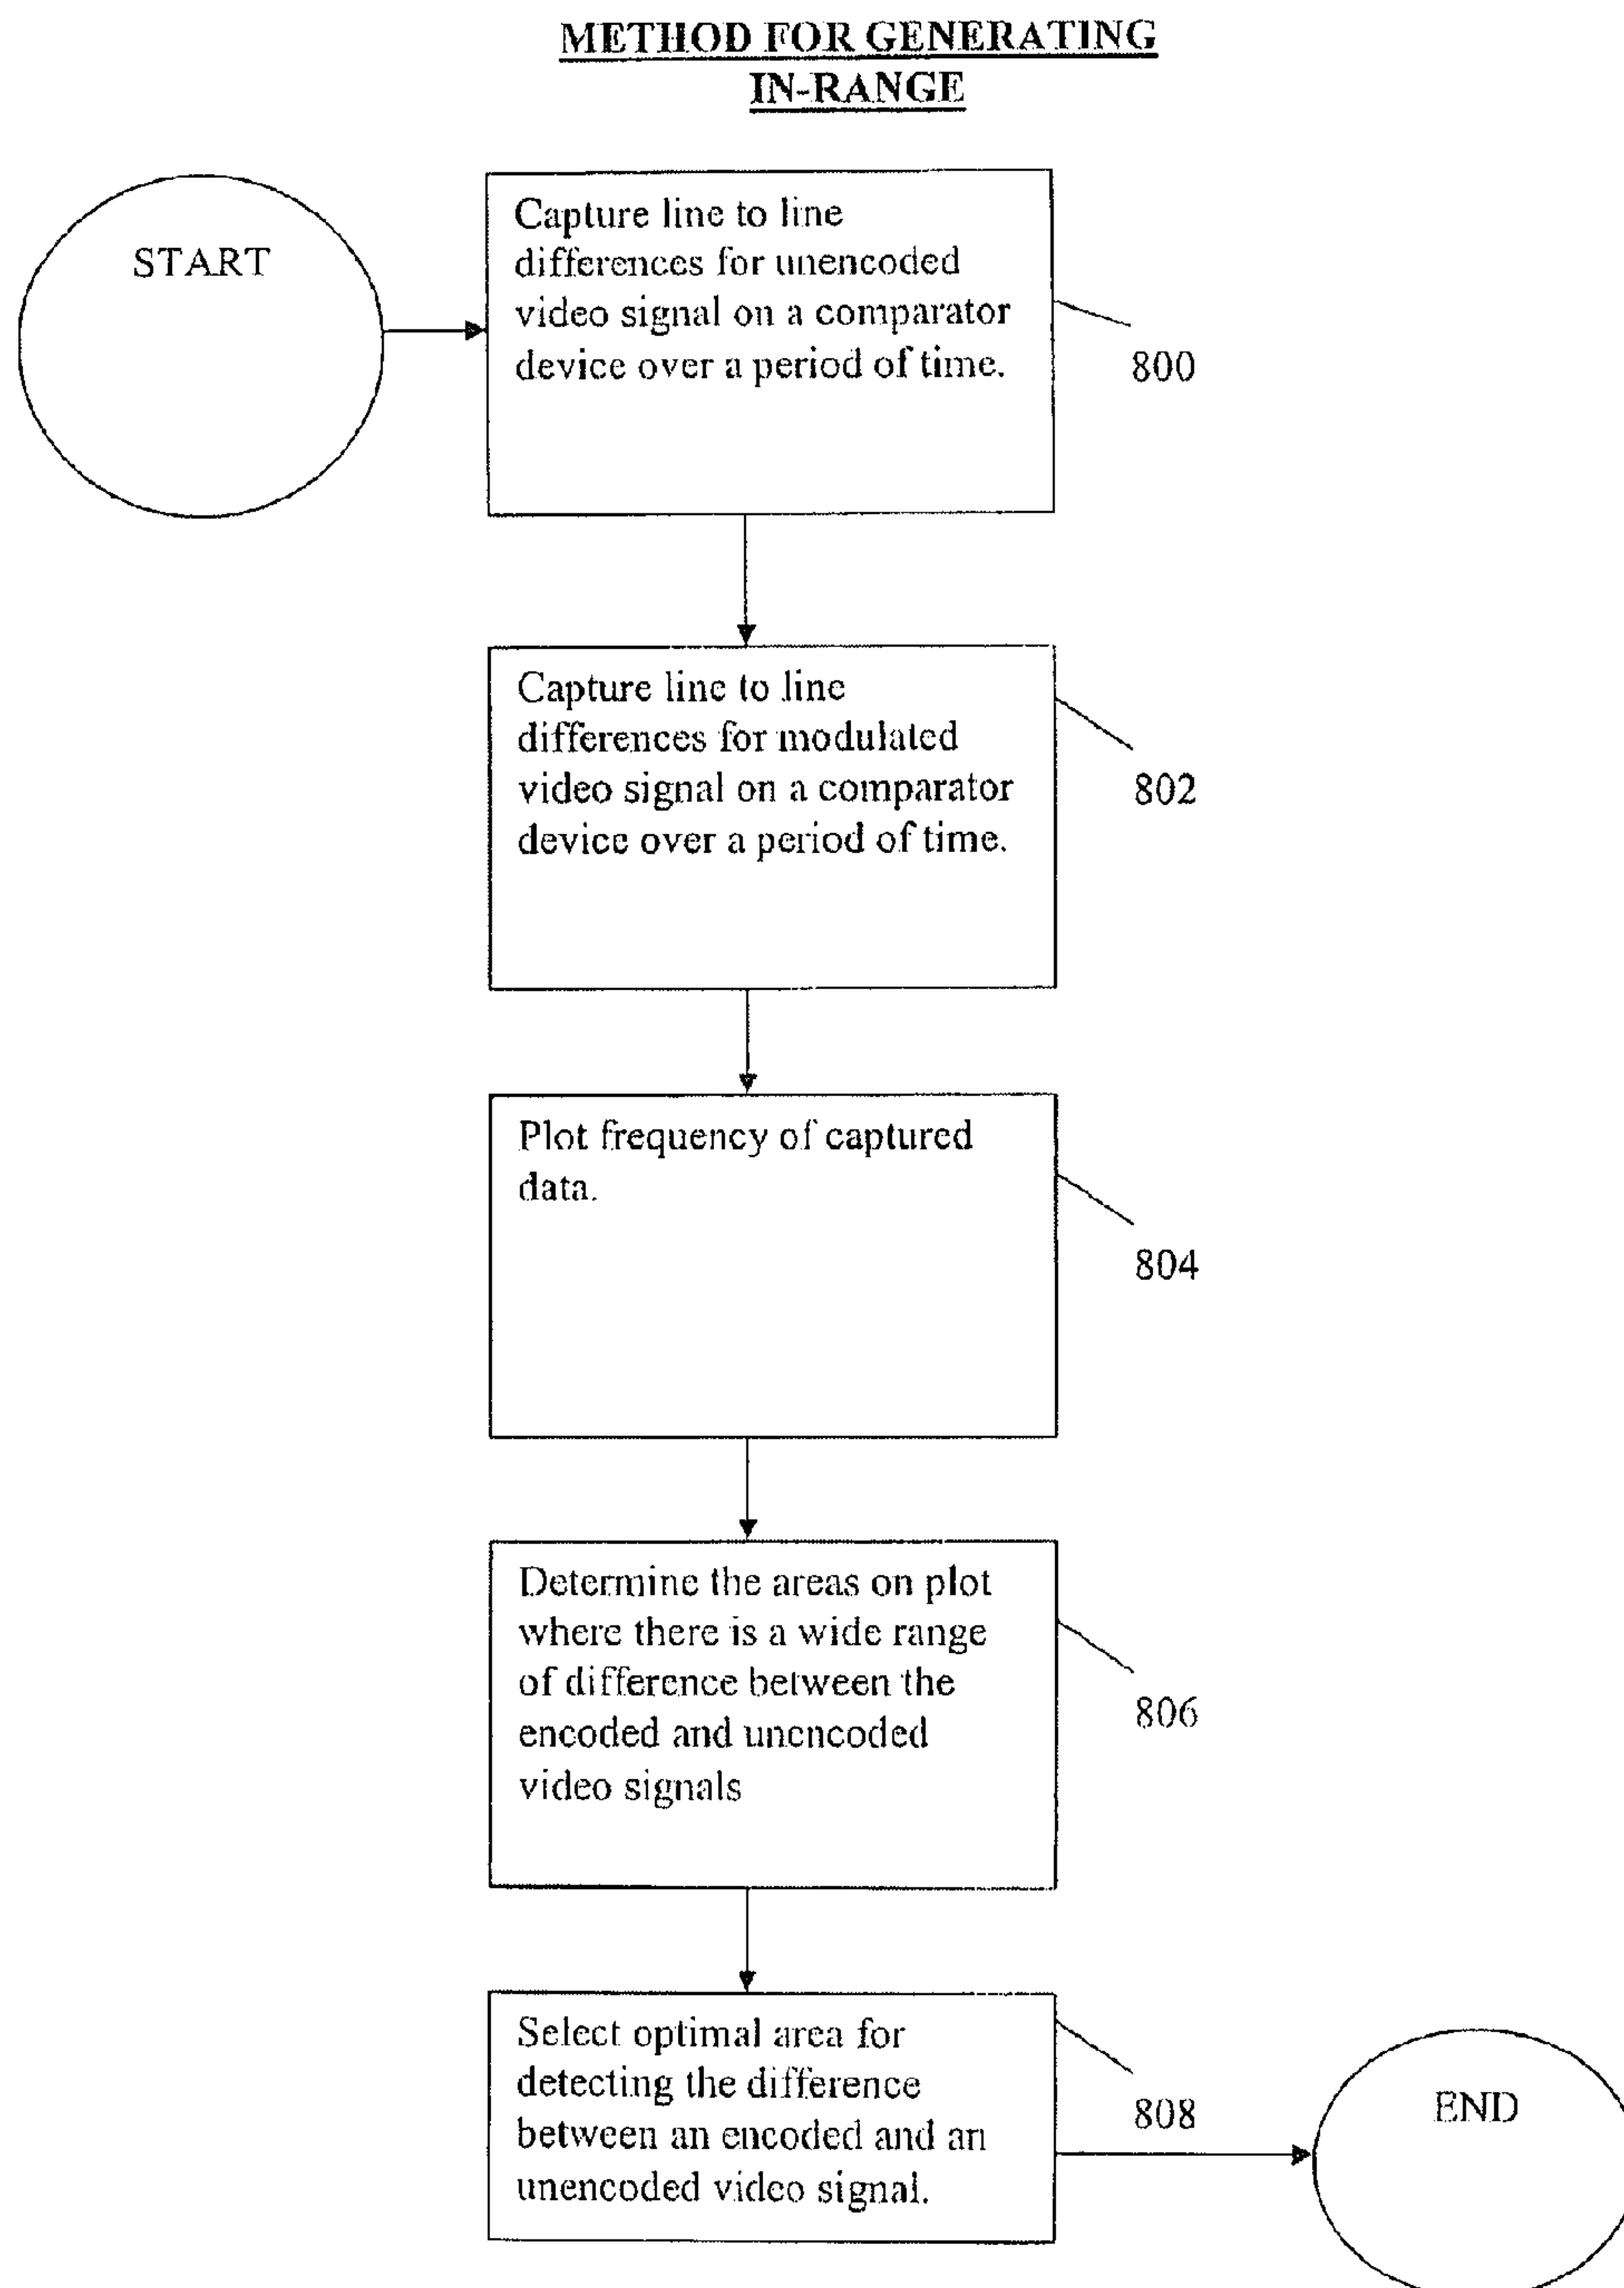 METHOD FOR GENERATING
IN-RANGE
START
Capture line to line
differences for unencoded
video signal on a comparator
device over a period of time.
800
Capture line to line
differences for modulated
video signal on a comparator
device over a period of time.
802
Plot frequency of captured
data.
804
Determine the areas on plot
where there is a wide range
of difference between the
encoded and unencoded
video signals
806
Select optimal area for
detecting the difference
between an encoded and an
unencoded video signal.
808
END